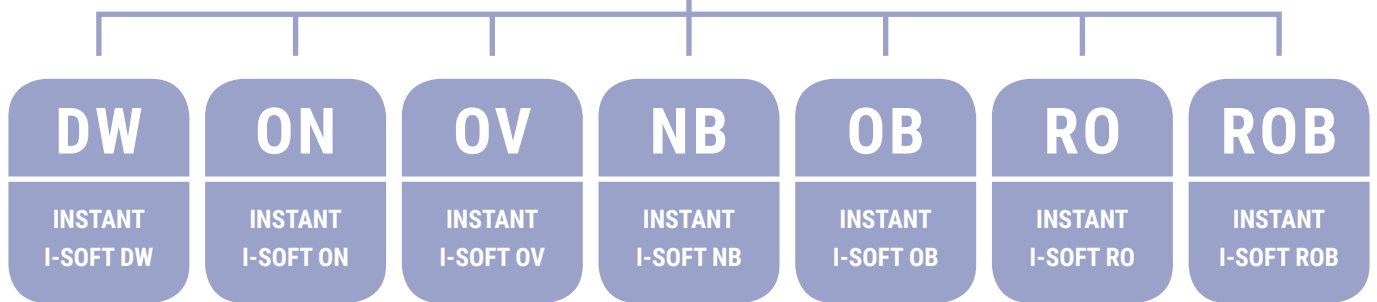 DW
INSTANT
I-SOFT DW
ON
INSTANT
I-SOFT ON
OV
INSTANT
I-SOFT OV
NB
INSTANT
I-SOFT NB
OB
INSTANT
I-SOFT OB
RO
INSTANT
I-SOFT RO
ROB
INSTANT
I-SOFT ROB